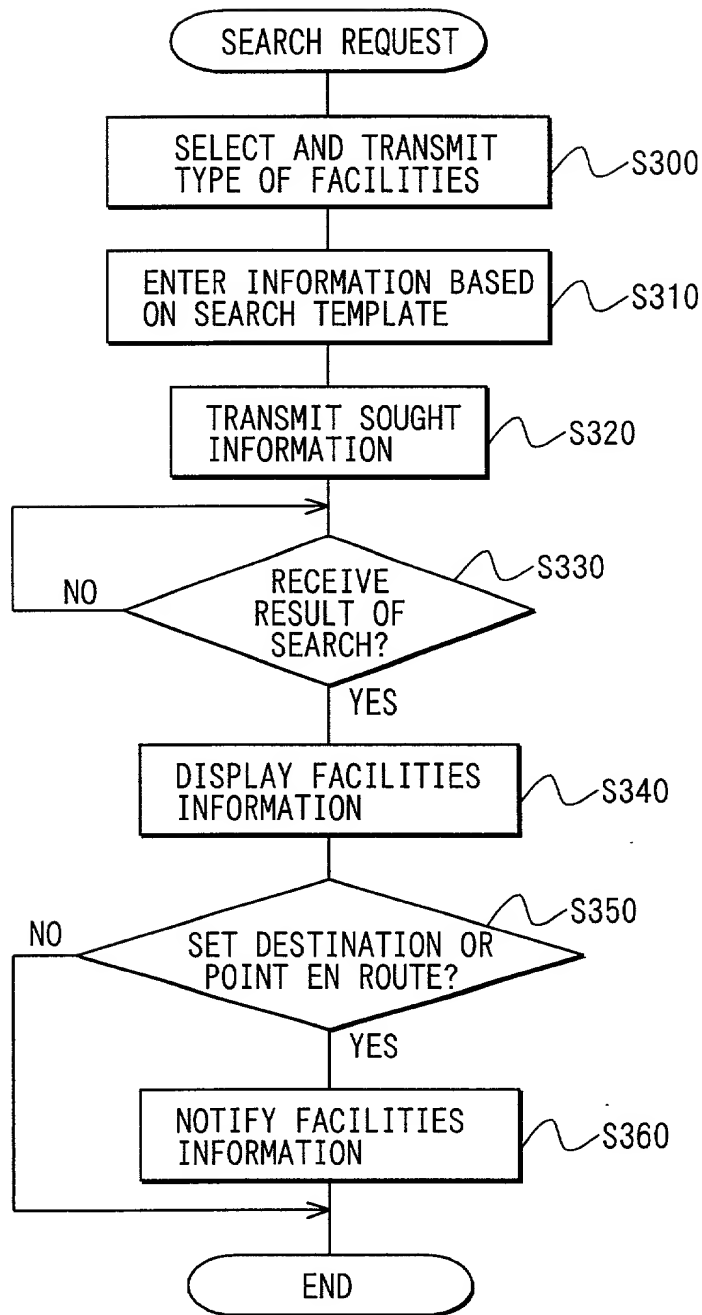 SEARCH REQUEST
SELECT AND TRANSMIT
TYPE OF FACILITIES
S300
ENTER INFORMATION BASED
ON SEARCH TEMPLATE
S310
TRANSMIT SOUGHT
INFORMATION
S320
RECEIVE
RESULT OF
SEARCH?
S330
NO
YES
DISPLAY FACILITIES
INFORMATION
S340
SET DESTINATION OR
POINT EN ROUTE?
S350
NO
YES
NOTIFY FACILITIES
INFORMATION
S360
END